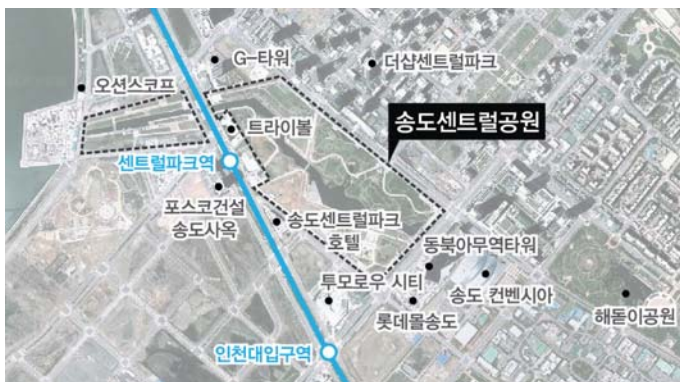 G-타워
더샵센트럴파크
오션스코프
송도센트럴공원
트라이볼
센트럴파크역
포스코건설
송도사옥
송도센트럴파크
호텔
동북아무역타워
투모로우 시티
송도 컨벤시아
롯데몰송도
해돋이공원
인천대입구역